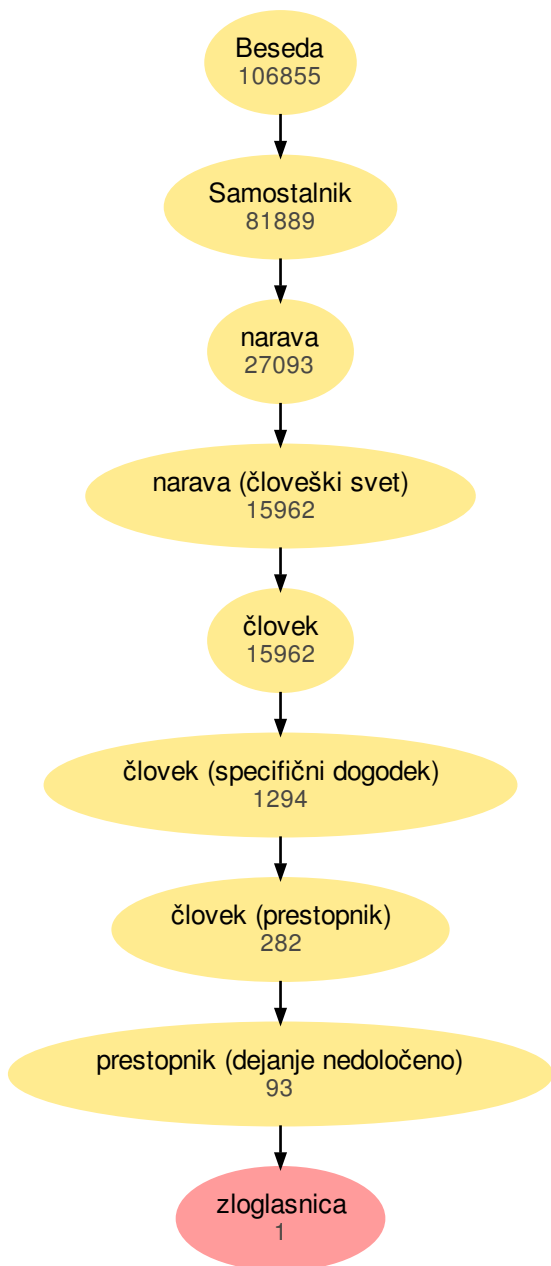 Beseda
106855
Samostalnik
81889
narava
27093
narava (človeški svet)
15962
človek
15962
človek (specifični dogodek)
1294
človek (prestopnik)
282
prestopnik (dejanje nedoločeno)
93
zloglasnica
1